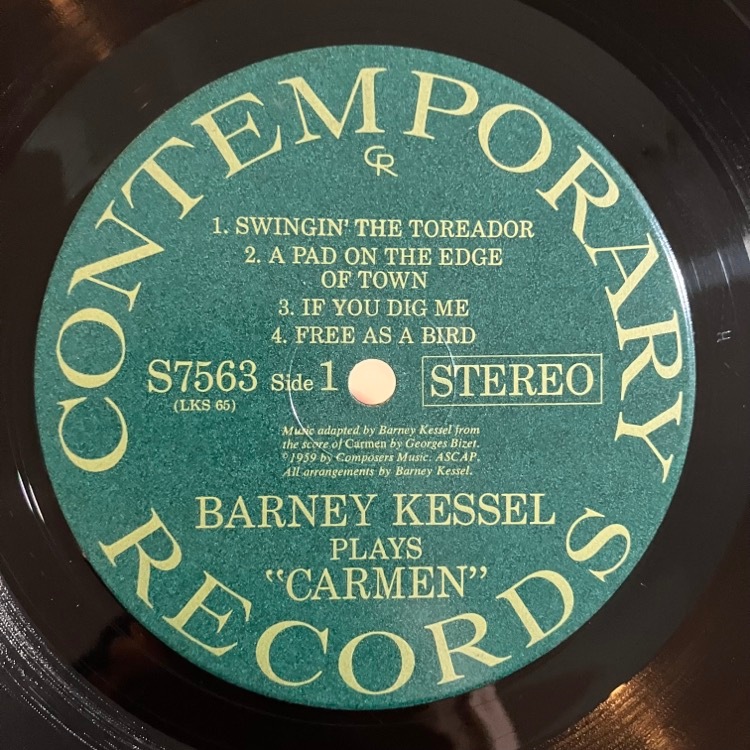 CONTEMPORARY
CR
1. SWINGIN' THE TOREADOR
2. A PAD ON THE EDGE
OF TOWN
3. IF YOU DIG ME
4. FREE AS A BIRD
S7563 Side 1 STEREO
(LKS 65)
Music adapted by Barney Kessel from
the score of Carmen by Georges Bizet.
© 1959 by Composers Music: ASCAP.
All arrangements by Barney Kessel.
BARNEY KESSEL
PLAYS
"CARMEN"
RECORDS
H